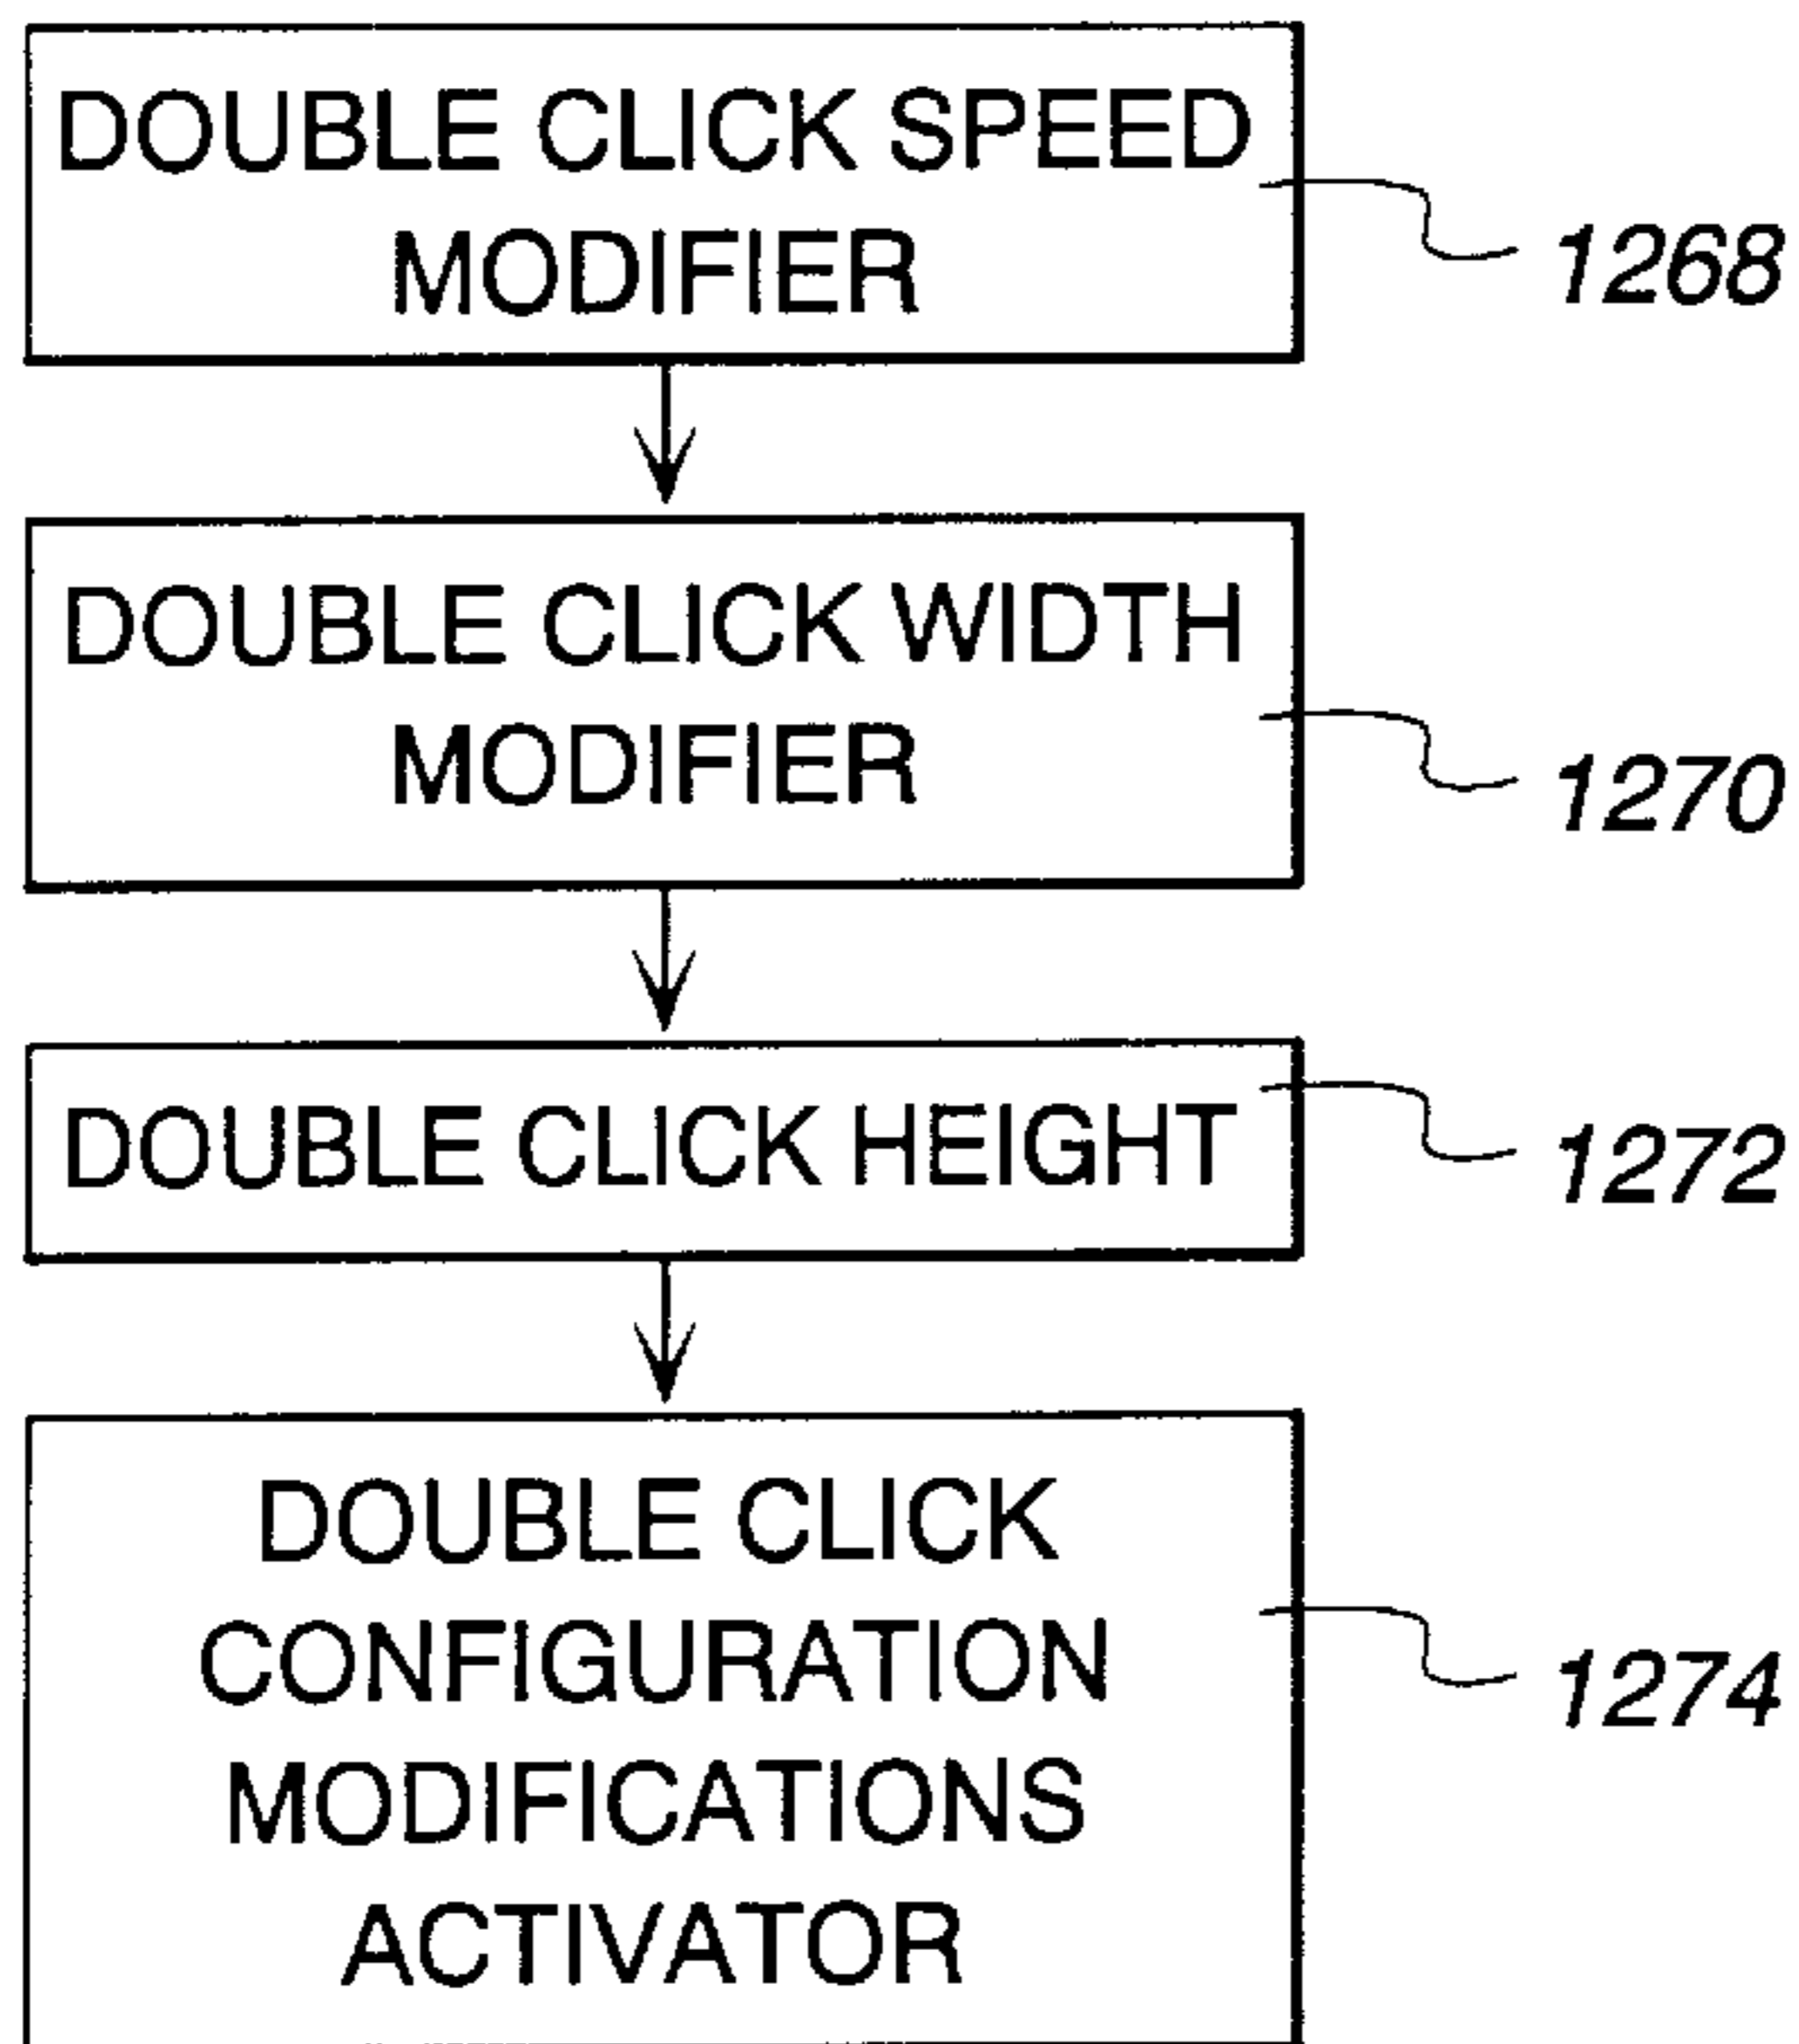 DOUBLE CLICK SPEED
MODIFIER
1268
DOUBLE CLICK WIDTH
MODIFIER
1270
DOUBLE CLICK HEIGHT
1272
DOUBLE CLICK
CONFIGURATION
MODIFICATIONS
ACTIVATOR
1274